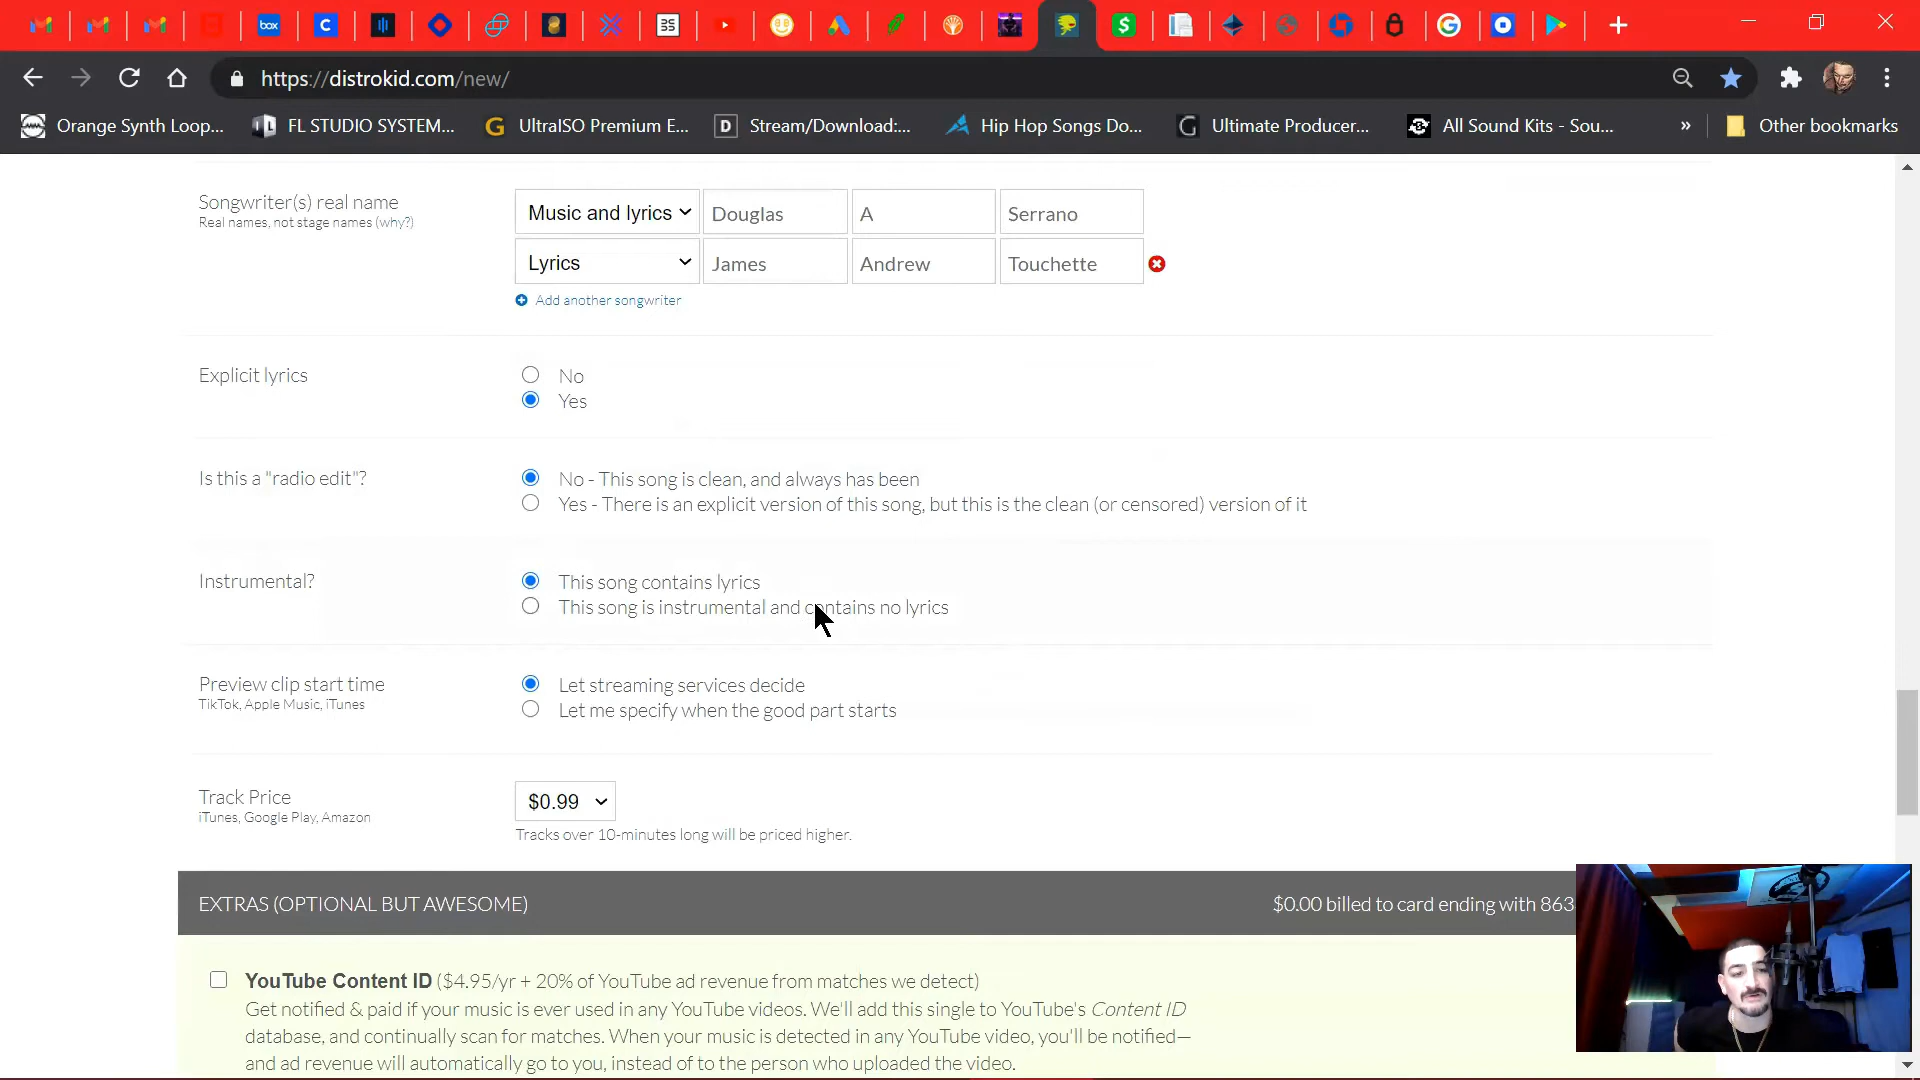 35
https://distrokid.com/new/
Orange Synth Loop...
FL STUDIO SYSTEM...
UltraISO Premium E...
Stream/Download:...
Hip Hop Songs Do...
Ultimate Producer...
All Sound Kits - Sou...
»
Other bookmarks
Songwriter(s) real name
Real names, not stage names (why?)
Music and lyrics
Douglas
A
Serrano
Lyrics
James
Andrew
Touchette
Add another songwriter
Explicit lyrics
No
Yes
Is this a "radio edit"?
No - This song is clean, and always has been
Yes - There is an explicit version of this song, but this is the clean (or censored) version of it
Instrumental?
This song contains lyrics
This song is instrumental and contains no lyrics
Preview clip start time
TikTok, Apple Music, iTunes
Let streaming services decide
Let me specify when the good part starts
Track Price
iTunes, Google Play, Amazon
$0.99
Tracks over 10-minutes long will be priced higher.
EXTRAS (OPTIONAL BUT AWESOME)
$0.00 billed to card ending with 863
YouTube Content ID ($4.95/yr + 20% of YouTube ad revenue from matches we detect)
Get notified & paid if your music is ever used in any YouTube videos. We'll add this single to YouTube's Content ID
database, and continually scan for matches. When your music is detected in any YouTube video, you'll be notified—
and ad revenue will automatically go to you, instead of to the person who uploaded the video.